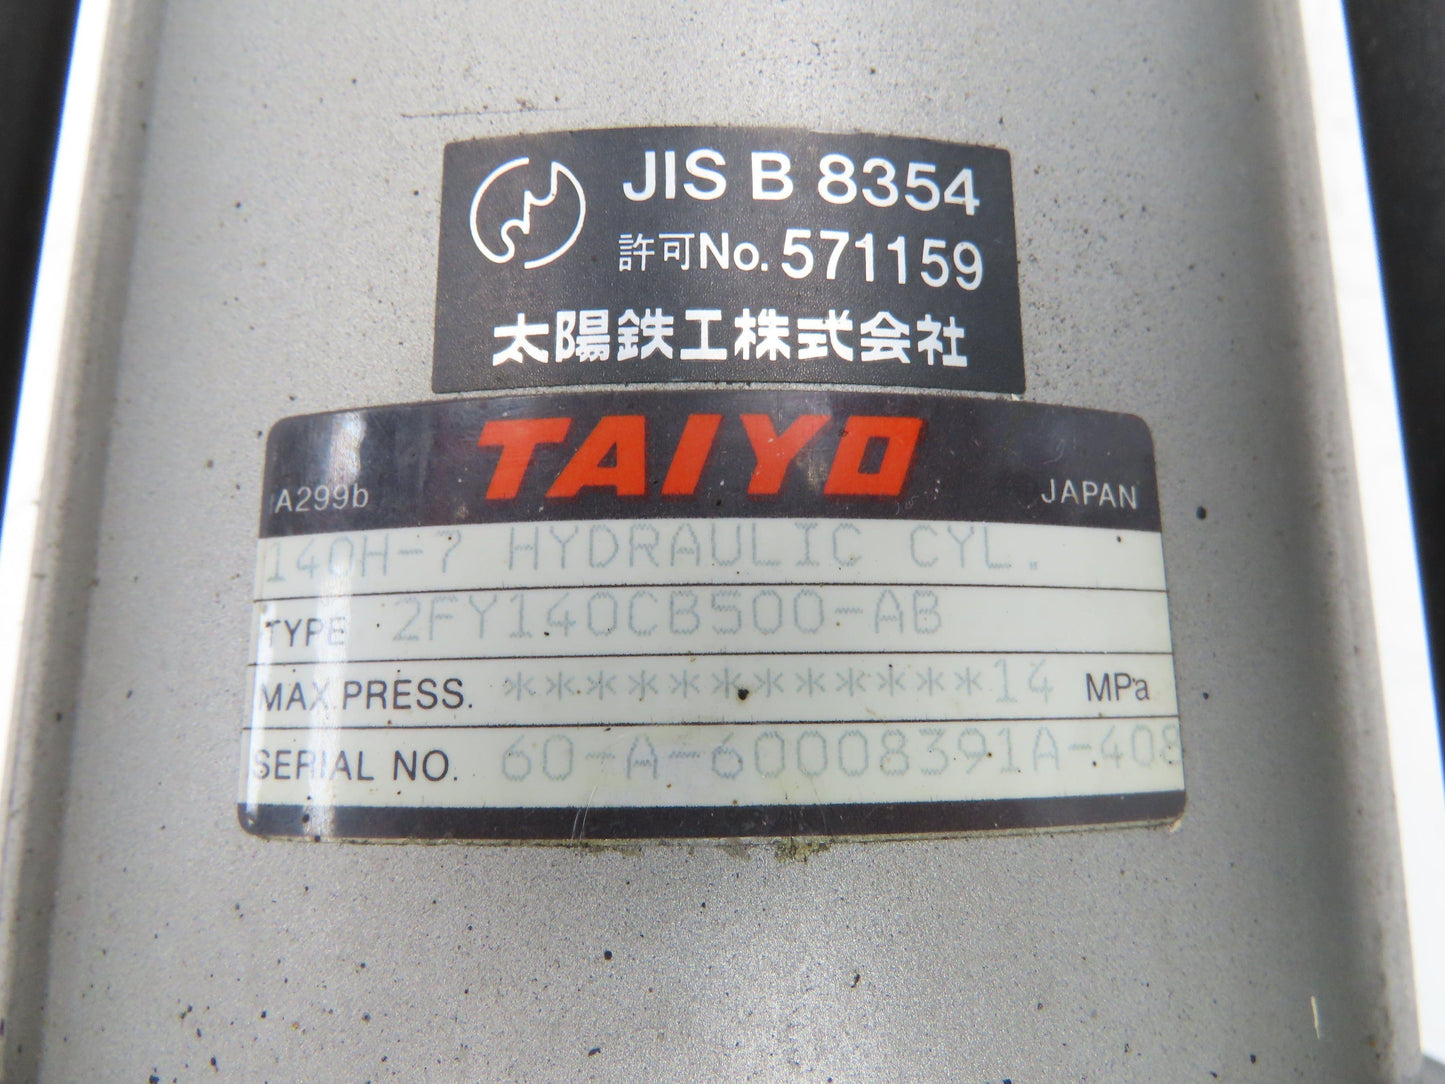 JIS B 8354
許可No. 571159
太陽鉄工株式会社
TAIYO
A299b
JAPAN
140H-7 HYDRAULIC CYL.
TYPE 2FY140CB500-AB
MAX.PRESS. ************14 MPa
SERIAL NO. 60-A-60008391A-408